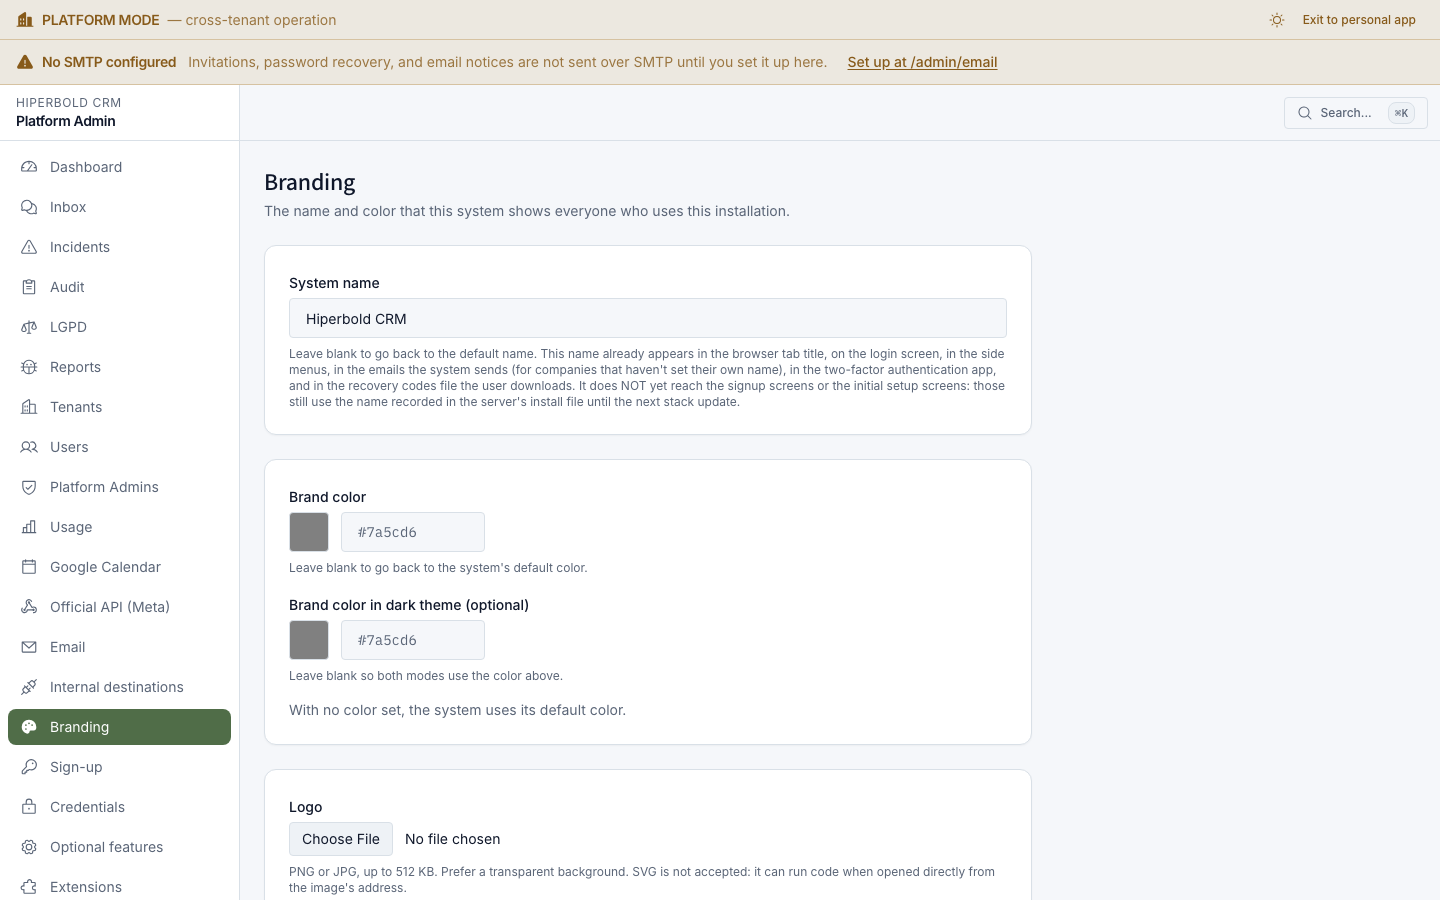 PLATFORM MODE — cross-tenant operation
Exit to personal app
No SMTP configured Invitations, password recovery, and email notices are not sent over SMTP until you set it up here. Set up at /admin/email
HIPERBOLD CRM
Platform Admin
Search... ⌘K
Dashboard
Inbox
Incidents
Audit
LGPD
Reports
Tenants
Users
Platform Admins
Usage
Google Calendar
Official API (Meta)
Email
Internal destinations
Branding
Sign-up
Credentials
Optional features
Extensions
Branding
The name and color that this system shows everyone who uses this installation.
System name
Hiperbold CRM
Leave blank to go back to the default name. This name already appears in the browser tab title, on the login screen, in the side
menus, in the emails the system sends (for companies that haven't set their own name), in the two-factor authentication app,
and in the recovery codes file the user downloads. It does NOT yet reach the signup screens or the initial setup screens: those
still use the name recorded in the server's install file until the next stack update.
Brand color
#7a5cd6
Leave blank to go back to the system's default color.
Brand color in dark theme (optional)
#7a5cd6
Leave blank so both modes use the color above.
With no color set, the system uses its default color.
Logo
Choose File No file chosen
PNG or JPG, up to 512 KB. Prefer a transparent background. SVG is not accepted: it can run code when opened directly from
the image's address.